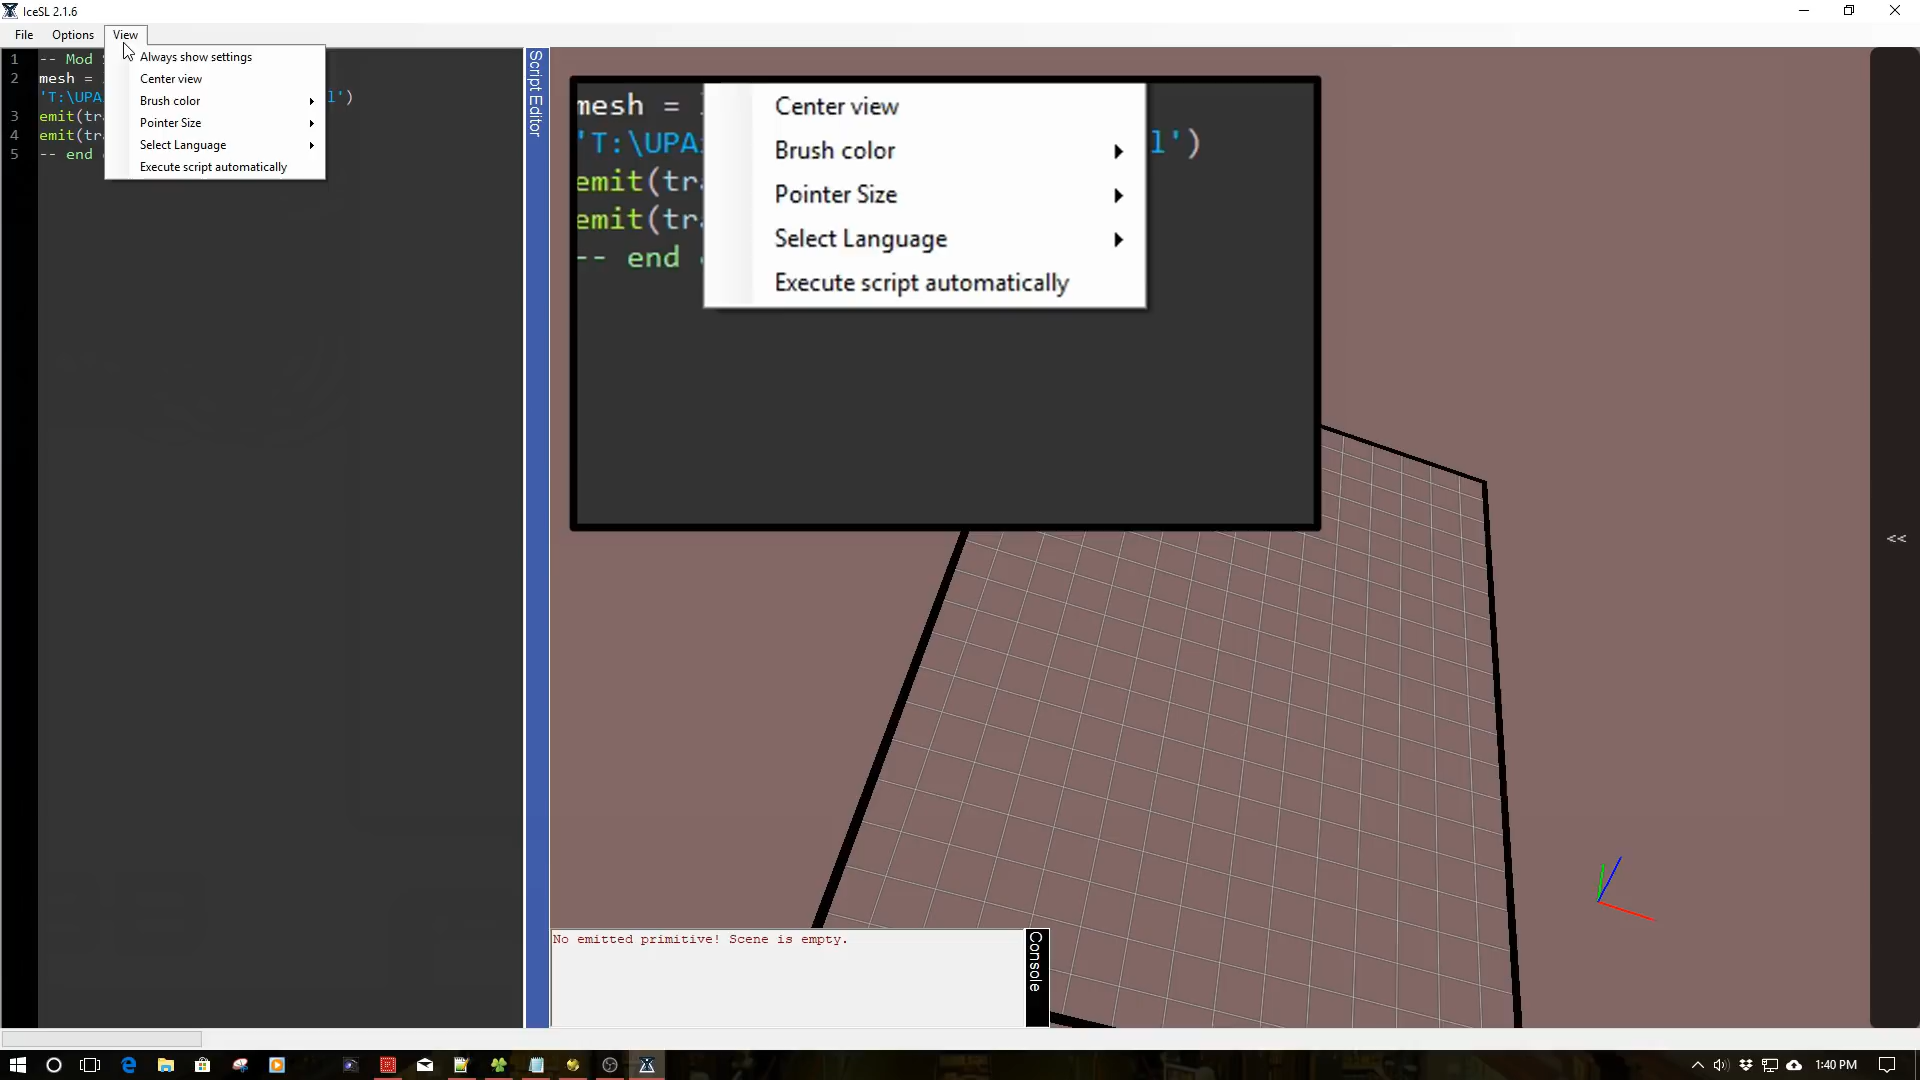 IceSL 2.1.6
File Options View
1 -- Mod
2 mesh =
'T:\UPA l')
3 emit(tr
4 emit(tr
5 -- end
Always show settings
Center view
Brush color
Pointer Size
Select Language
Execute script automatically
Script Editor
mesh =
'T:\UPA l')
emit(tr
emit(tr
-- end
Center view
Brush color
Pointer Size
Select Language
Execute script automatically
<<
No emitted primitive! Scene is empty.
Console
1:40 PM